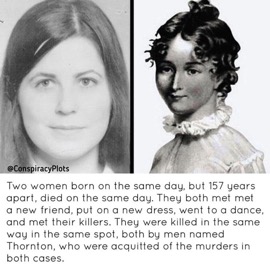 @ConspiracyPlots
Two women born on the same day, but 157 years
apart, died on the same day. They both met met
a new friend, put on a new dress, went to a dance,
and met their killers. They were killed in the same
way in the same spot, both by men named
Thornton, who were acquitted of the murders in
both cases.